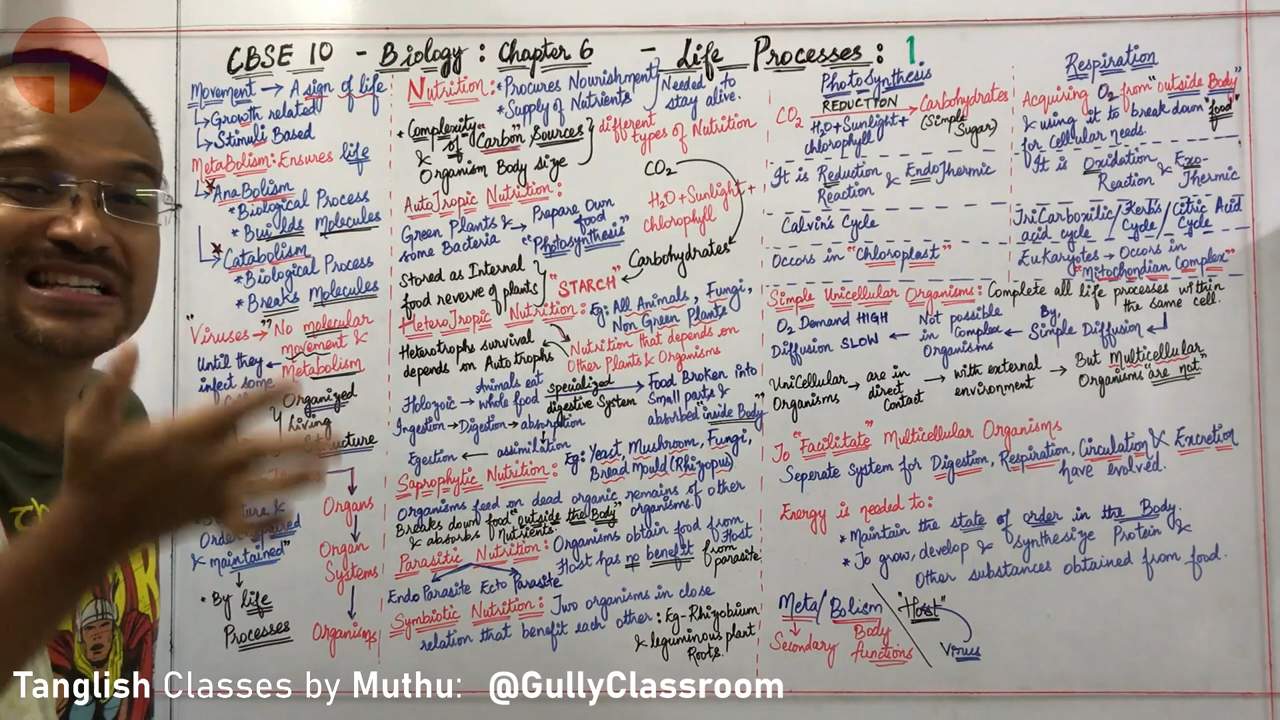 CBSE 10 - Biology : Chapter 6 - Life Processes : 1
Movement → A sign of life
↳ Growth related
↳ Stimuli Based
MetaBolism: Ensures life
↳ AnaBolism
* Biological Process
* Builds Molecules
↳ Catabolism
* Biological Process
* Breaks Molecules
"Viruses" → No molecular
movement &
Metabolism
Until they
infect some
Organized
Living
Structure
Organs
Organ
Systems
Organisms
Order repaired
& maintained"
• By life
Processes
Nutrition: * Procures Nourishment
* Supply of Nutrients
Needed to
stay alive.
* Complexity of "Carbon" Sources
& Organism Body size
different
types of Nutrition
AutoTropic Nutrition:
Green Plants &
some Bacteria → Prepare Own
food
"Photosynthesis"
CO₂
H₂O + Sunlight +
chlorophyll
Carbohydrates
Stored as Internal
food reverve of plants
"STARCH"
HeteroTropic Nutrition: Eg: All Animals, Fungi,
Non Green Plants
Heterotrophs survival
depends on Autotrophs
Nutrition that depends on
Other Plants & Organisms
Holozoic → Animals eat
whole food
specialized
digestive System
Food Broken into
Small parts &
absorbed "inside Body"
Ingestion → Digestion → absorption
Egestion ← assimilation
Saprophytic Nutrition: Eg: Yeast, Mushroom, Fungi,
Bread Mould (Rhizopus)
Organisms feed on dead organic remains of other
organisms.
Breaks down food "outside the Body"
& absorbs Nutrients.
Parasitic Nutrition: Organisms obtain food from
Host
Host has no benefit from
parasite
Endo Parasite Ecto Parasite
Symbiotic Nutrition: Two organisms in close
relation that benefit each other: Eg - Rhizobium
& leguminous plant
Roots.
PhotoSynthesis
CO₂ REDUCTION → Carbohydrates
(Simple
Sugar)
H₂O + Sunlight +
chlorophyll
It is Reduction & EndoThermic
Reaction
Calvin's Cycle
Occurs in "Chloroplast"
Respiration
Acquiring O₂ from "outside Body"
& using it to break down "food"
for Cellular needs.
It is Oxidation & Exo-
Reaction Thermic
TriCarboxilic/Kerb's/Citric Acid
acid cycle/Cycle/Cycle
Eukaryotes → Occurs in
"Mitochondian Complex"
Simple Unicellular Organisms: Complete all life processes within
the same cell.
O₂ Demand HIGH
Diffusion SLOW ← Not possible
in Complex
Organisms ← By,
Simple Diffusion
UniCellular
Organisms → are in
direct
Contact → with external
environment → But Multicellular
Organisms "are not"
To "Facilitate" Multicellular Organisms
Seperate System for Digestion, Respiration, Circulation & Excretion
have evolved.
Energy is needed to:
* Maintain the state of order in the Body.
* To grow, develop & synthesize Protein &
Other substances obtained from food.
Meta/Bolism
Secondary Body
functions
"Host"
Virus
Tanglish Classes by Muthu: @GullyClassroom